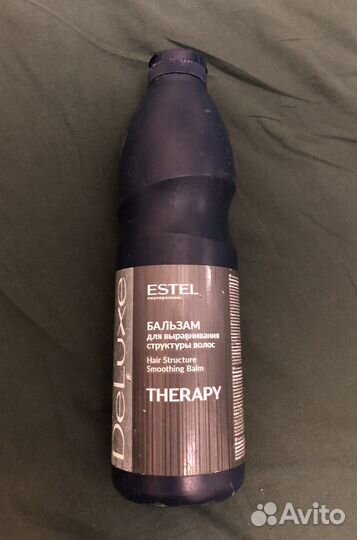 ESTEL
PROFESSIONAL
БАЛЬЗАМ
для выравнивания
структуры волос
Hair Structure
Smoothing Balm
THERAPY
DeLuxe
Avito